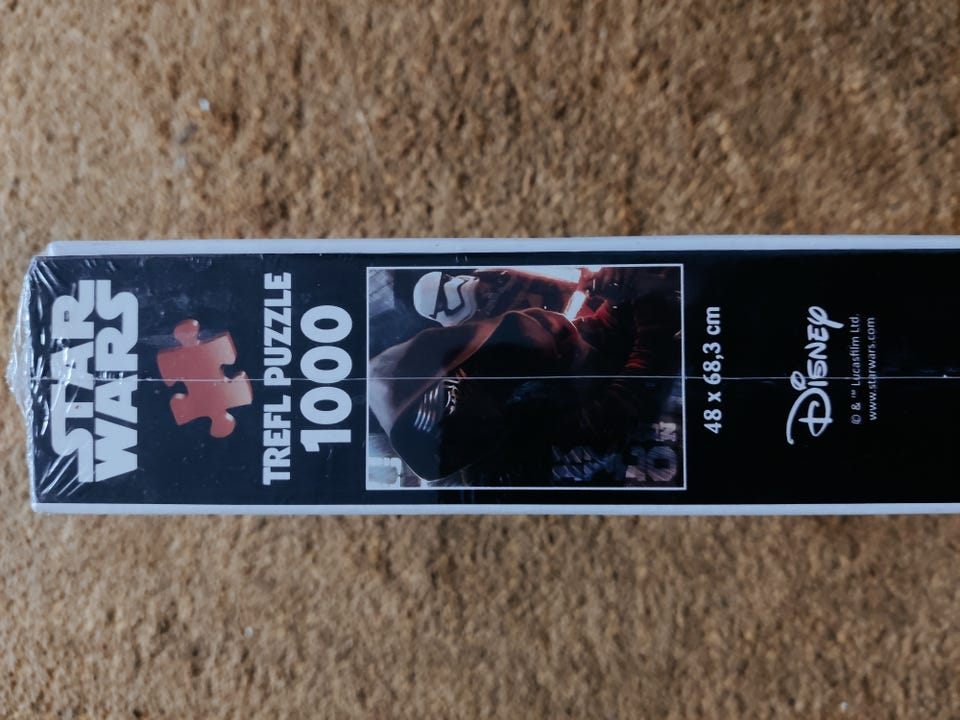 STAR
WARS
TREFL PUZZLE
1000
48 x 68,3 cm
Disney
© & ™ Lucasfilm Ltd.
www.starwars.com